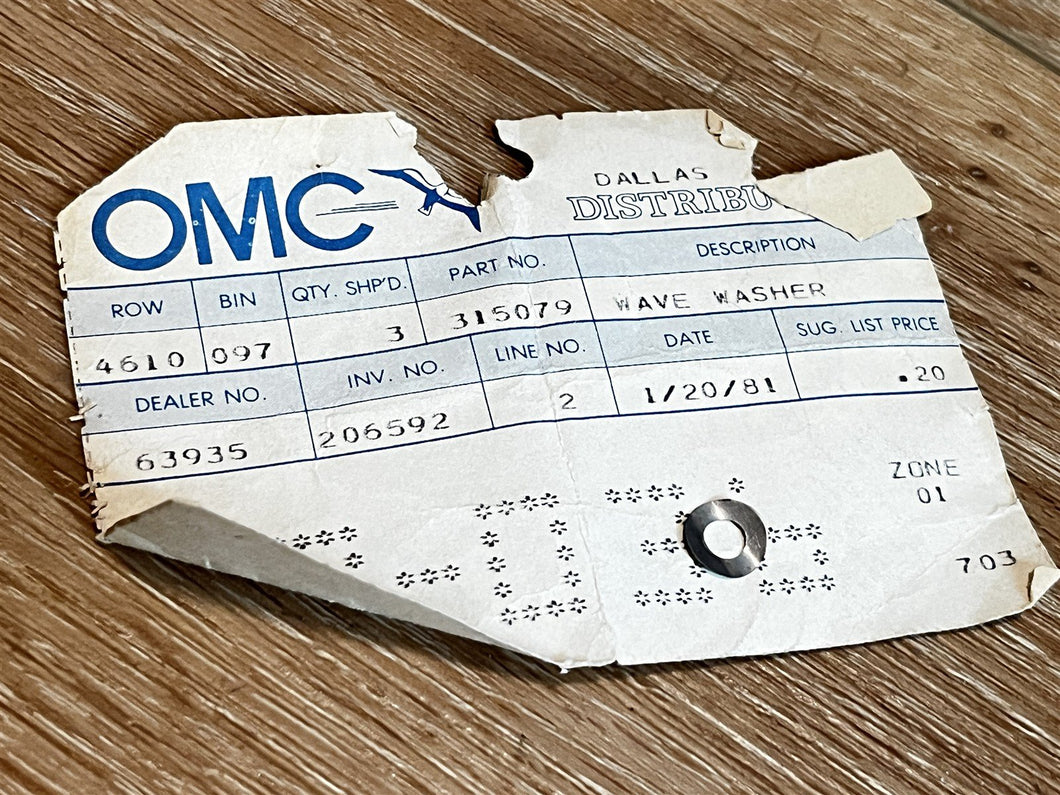 OMC
DALLAS
DISTRIBU
ROW BIN QTY. SHP'D. PART NO. DESCRIPTION
4610 097 3 315079 WAVE WASHER
DEALER NO. INV. NO. LINE NO. DATE SUG. LIST PRICE
63935 206592 2 1/20/81 .20
ZONE
01
703